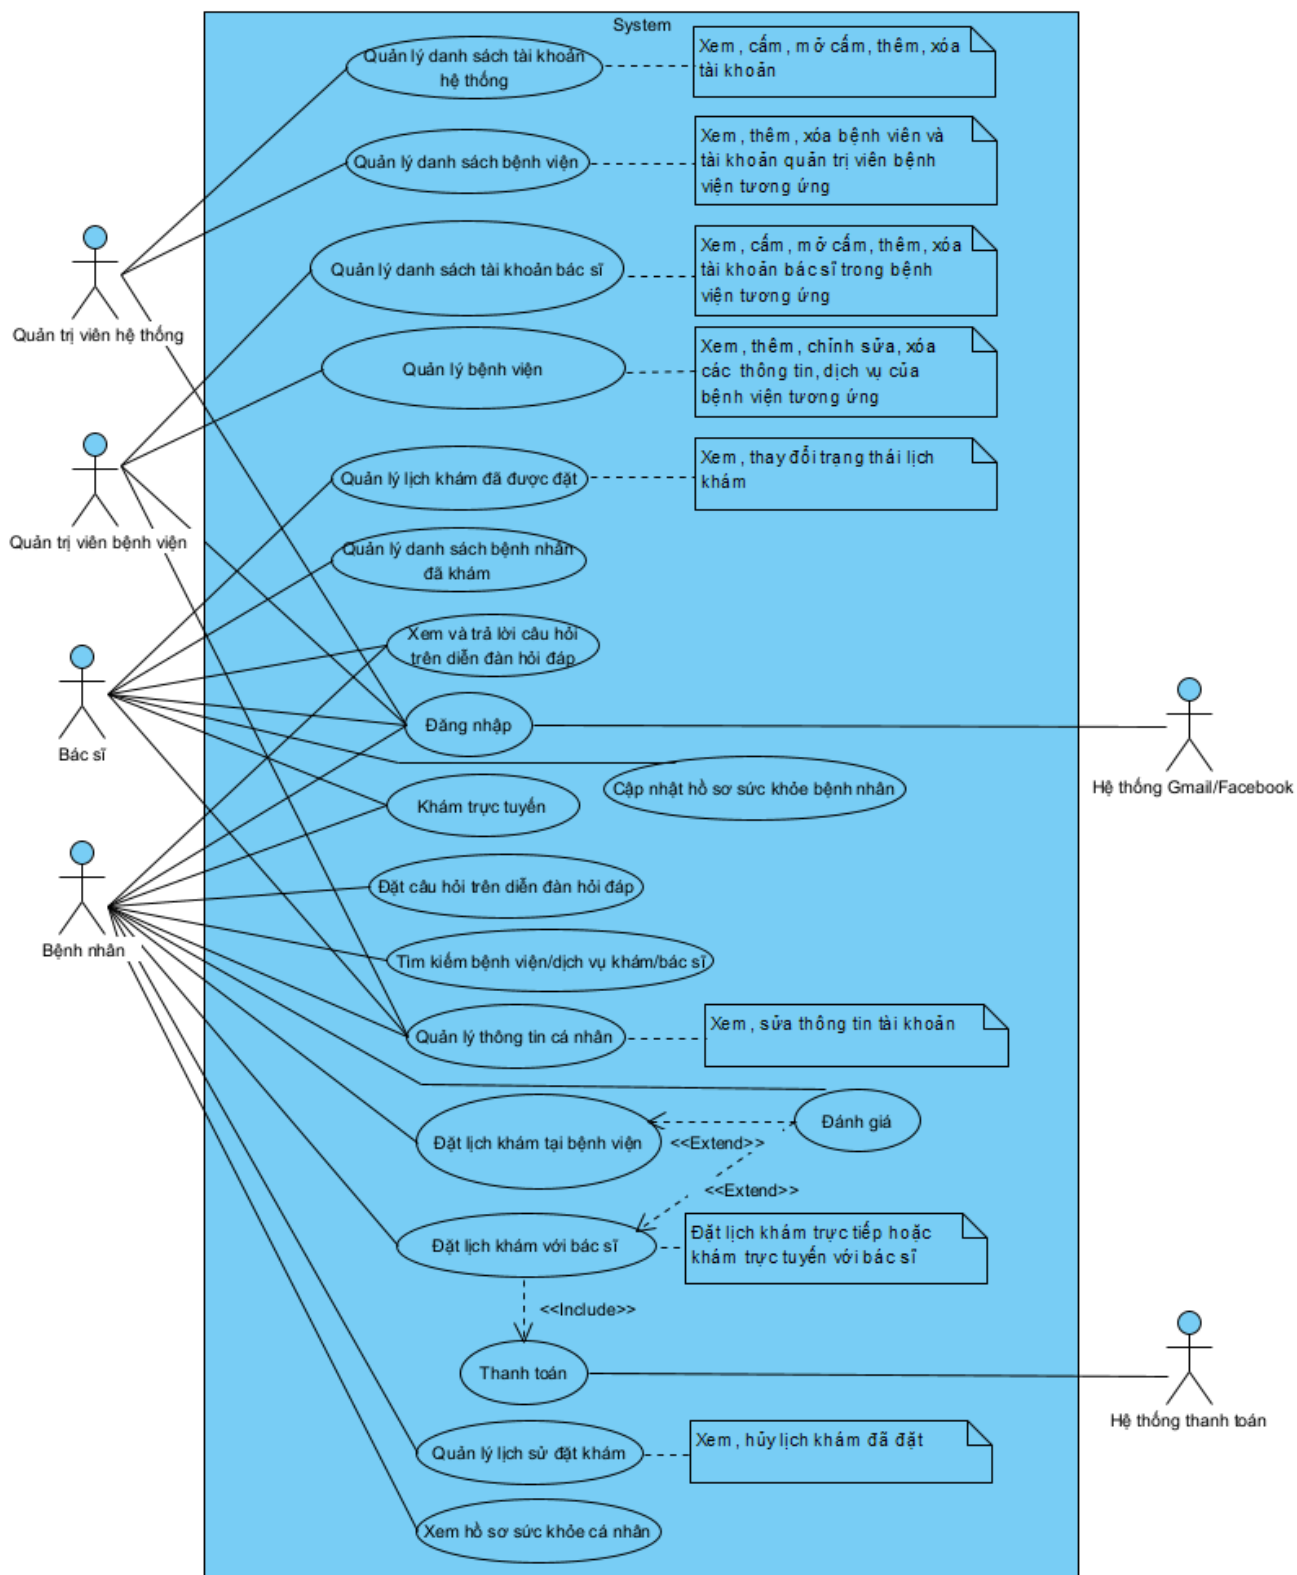 System
Quản lý danh sách tài khoản
hệ thống
Xem, cấm, mở cấm, thêm, xóa
tài khoản
Quản lý danh sách bệnh viện
Xem, thêm, xóa bệnh viên và
tài khoản quản trị viên bệnh
viện tương ứng
Quản trị viên hệ thống
Quản lý danh sách tài khoản bác sĩ
Xem, cấm, mở cấm, thêm, xóa
tài khoản bác sĩ trong bệnh
viện tương ứng
Quản lý bệnh viện
Xem, thêm, chỉnh sửa, xóa
các thông tin, dịch vụ của
bệnh viện tương ứng
Quản trị viên bệnh viện
Quản lý lịch khám đã được đặt
Xem, thay đổi trạng thái lịch
khám
Quản lý danh sách bệnh nhân
đã khám
Xem và trả lời câu hỏi
trên diễn đàn hỏi đáp
Bác sĩ
Đăng nhập
Hệ thống Gmail/Facebook
Cập nhật hồ sơ sức khỏe bệnh nhân
Khám trực tuyến
Đặt câu hỏi trên diễn đàn hỏi đáp
Bệnh nhân
Tìm kiếm bệnh viện/dịch vụ khám/bác sĩ
Quản lý thông tin cá nhân
Xem, sửa thông tin tài khoản
Đánh giá
Đặt lịch khám tại bệnh viện
<<Extend>>
<<Extend>>
Đặt lịch khám với bác sĩ
Đặt lịch khám trực tiếp hoặc
khám trực tuyến với bác sĩ
<<Include>>
Thanh toán
Hệ thống thanh toán
Quản lý lịch sử đặt khám
Xem, hủy lịch khám đã đặt
Xem hồ sơ sức khỏe cá nhân